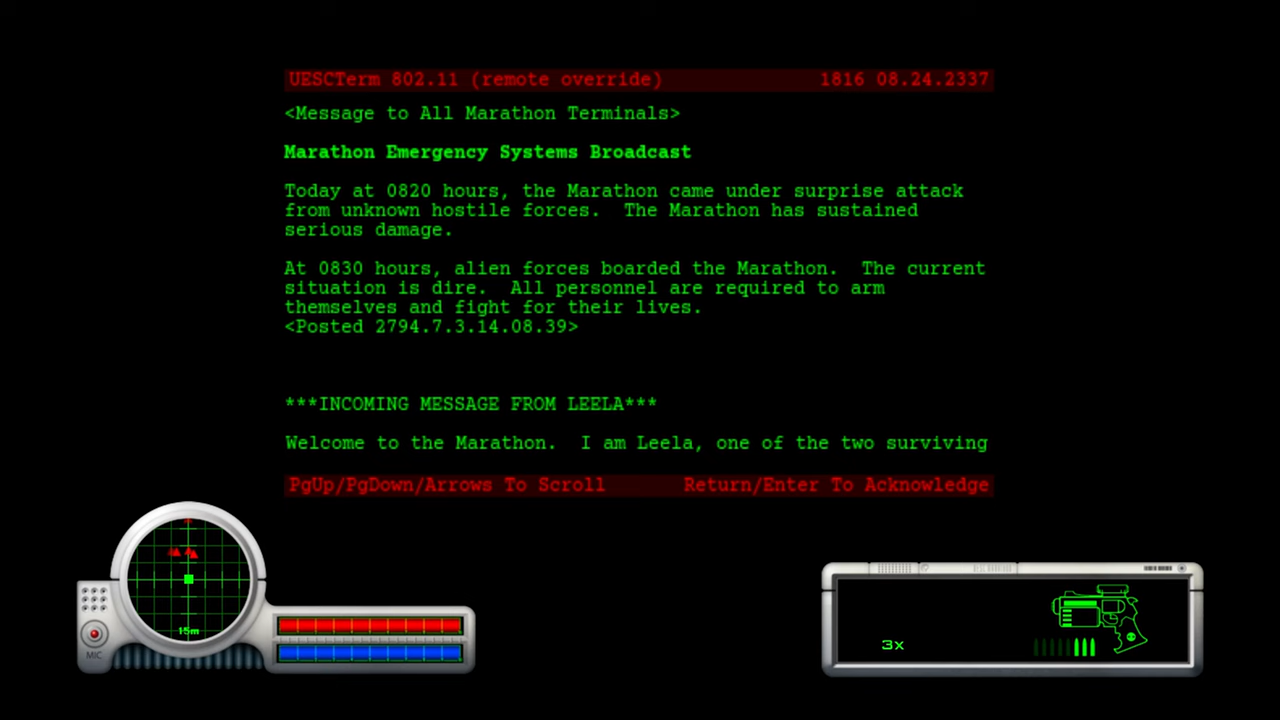 UESCTerm 802.11 (remote override) 1816 08.24.2337
<Message to All Marathon Terminals>
Marathon Emergency Systems Broadcast
Today at 0820 hours, the Marathon came under surprise attack
from unknown hostile forces.  The Marathon has sustained
serious damage.
At 0830 hours, alien forces boarded the Marathon.  The current
situation is dire.  All personnel are required to arm
themselves and fight for their lives.
<Posted 2794.7.3.14.08.39>
***INCOMING MESSAGE FROM LEELA***
Welcome to the Marathon.  I am Leela, one of the two surviving
PgUp/PgDown/Arrows To Scroll Return/Enter To Acknowledge
15m
MIC
3x